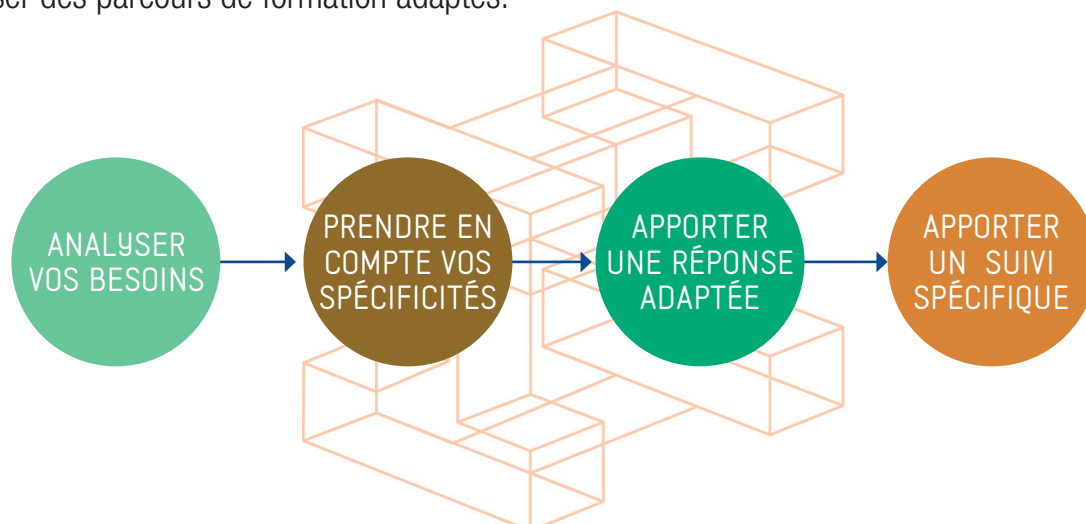 des parcours de formation adaptés.
ANALYSER
VOS BESOINS
PRENDRE EN
COMPTE VOS
SPÉCIFICITÉS
APPORTER
UNE RÉPONSE
ADAPTÉE
APPORTER
UN SUIVI
SPÉCIFIQUE